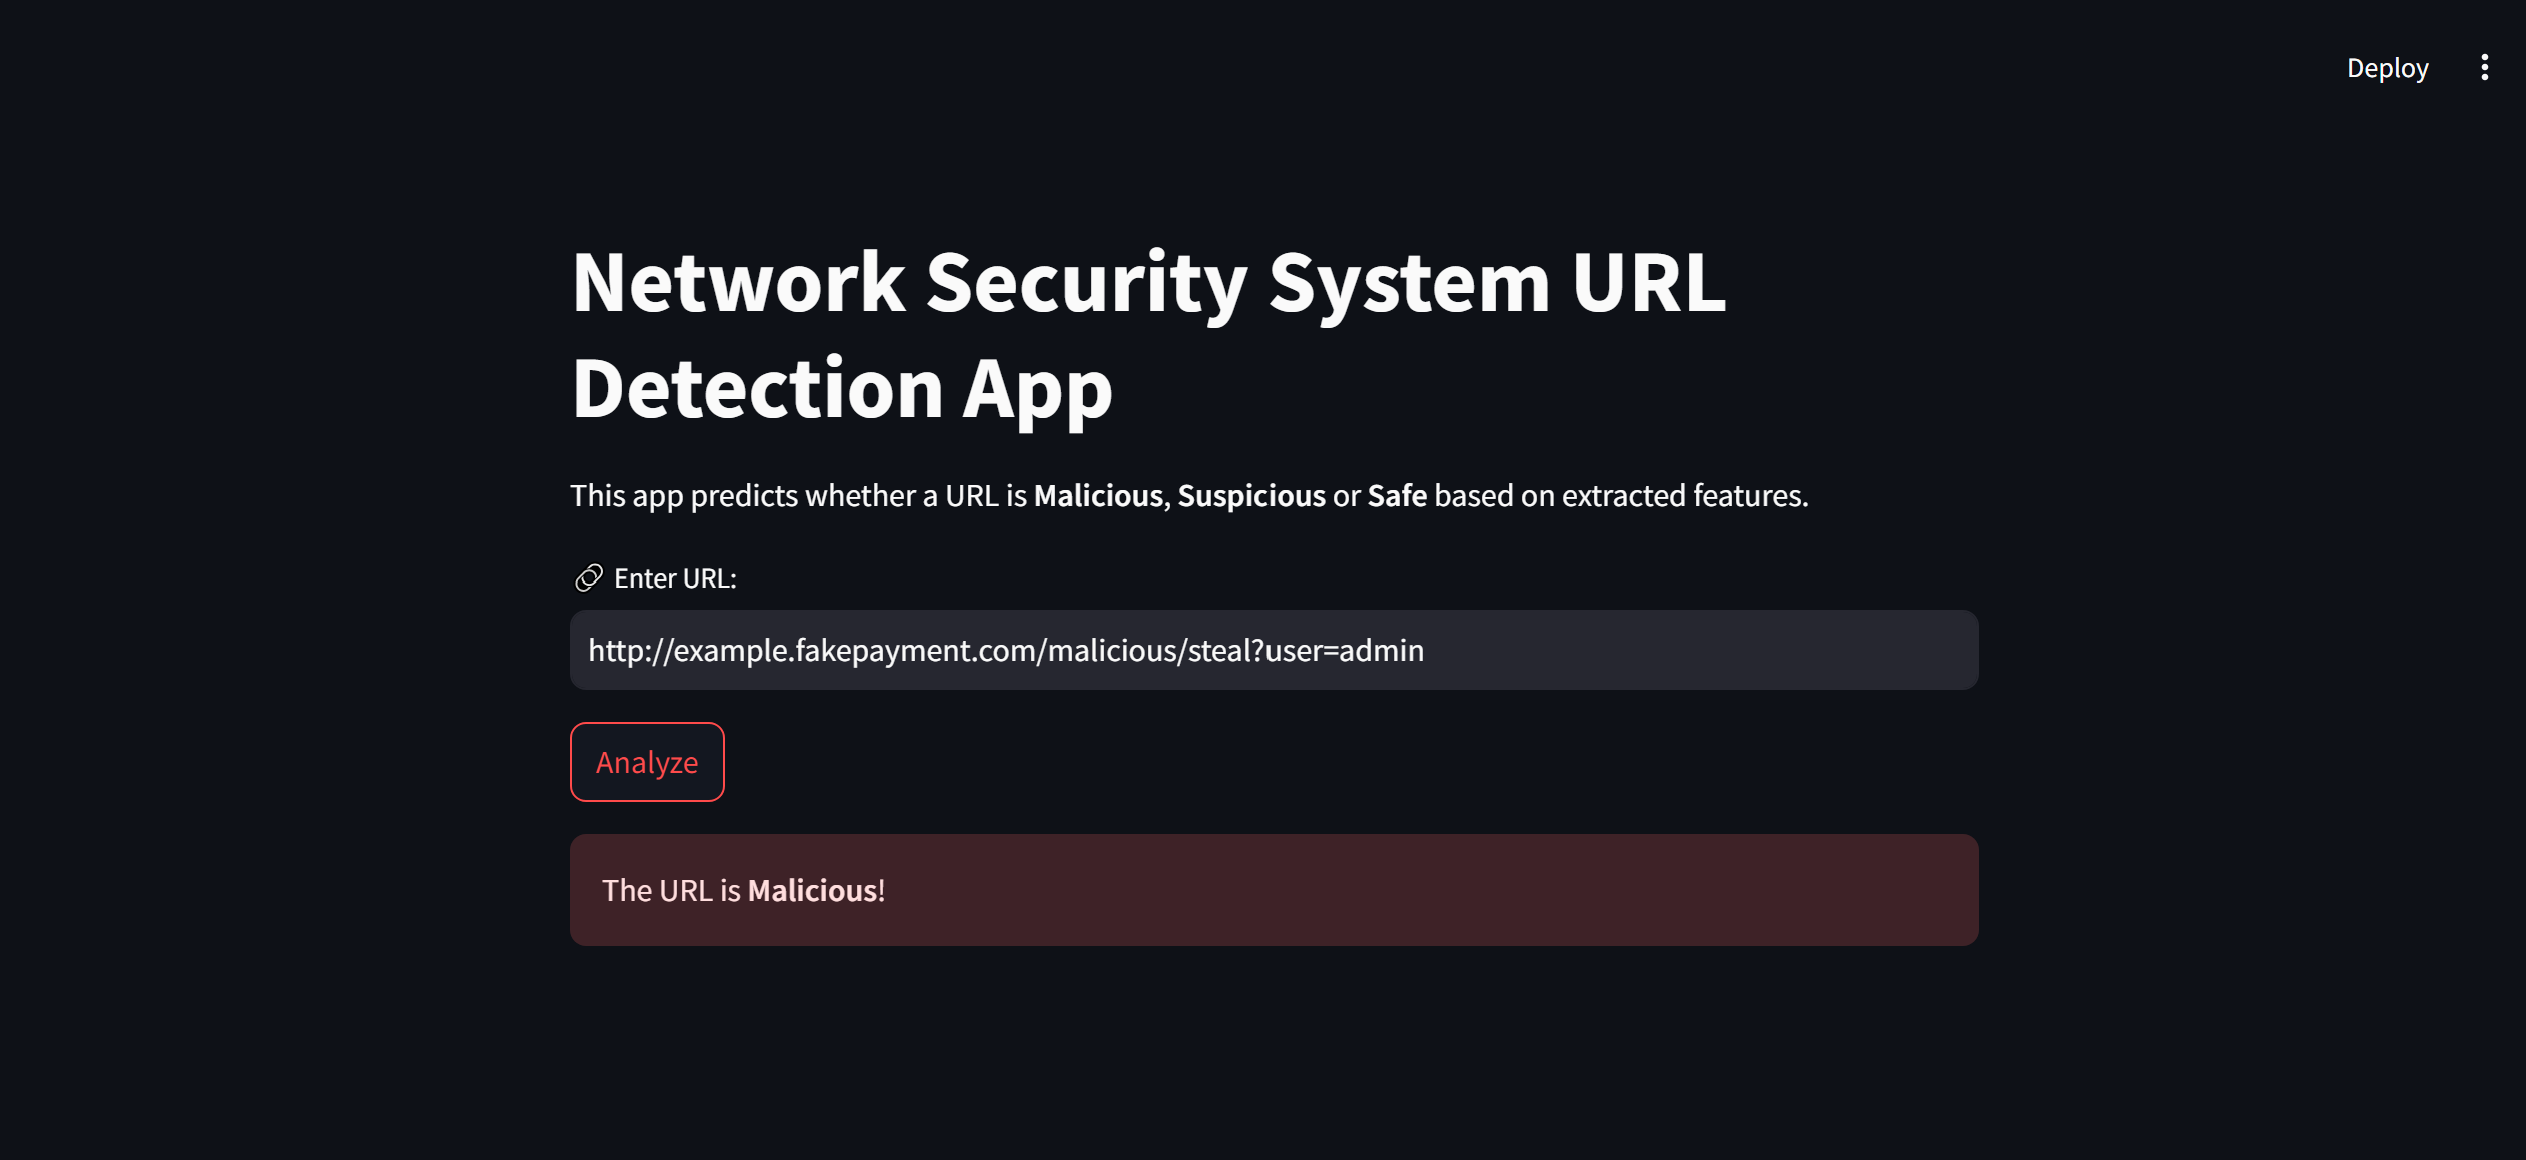 Deploy
Network Security System URL
Detection App
This app predicts whether a URL is Malicious, Suspicious or Safe based on extracted features.
Enter URL:
http://example.fakepayment.com/malicious/steal?user=admin
Analyze
The URL is Malicious!